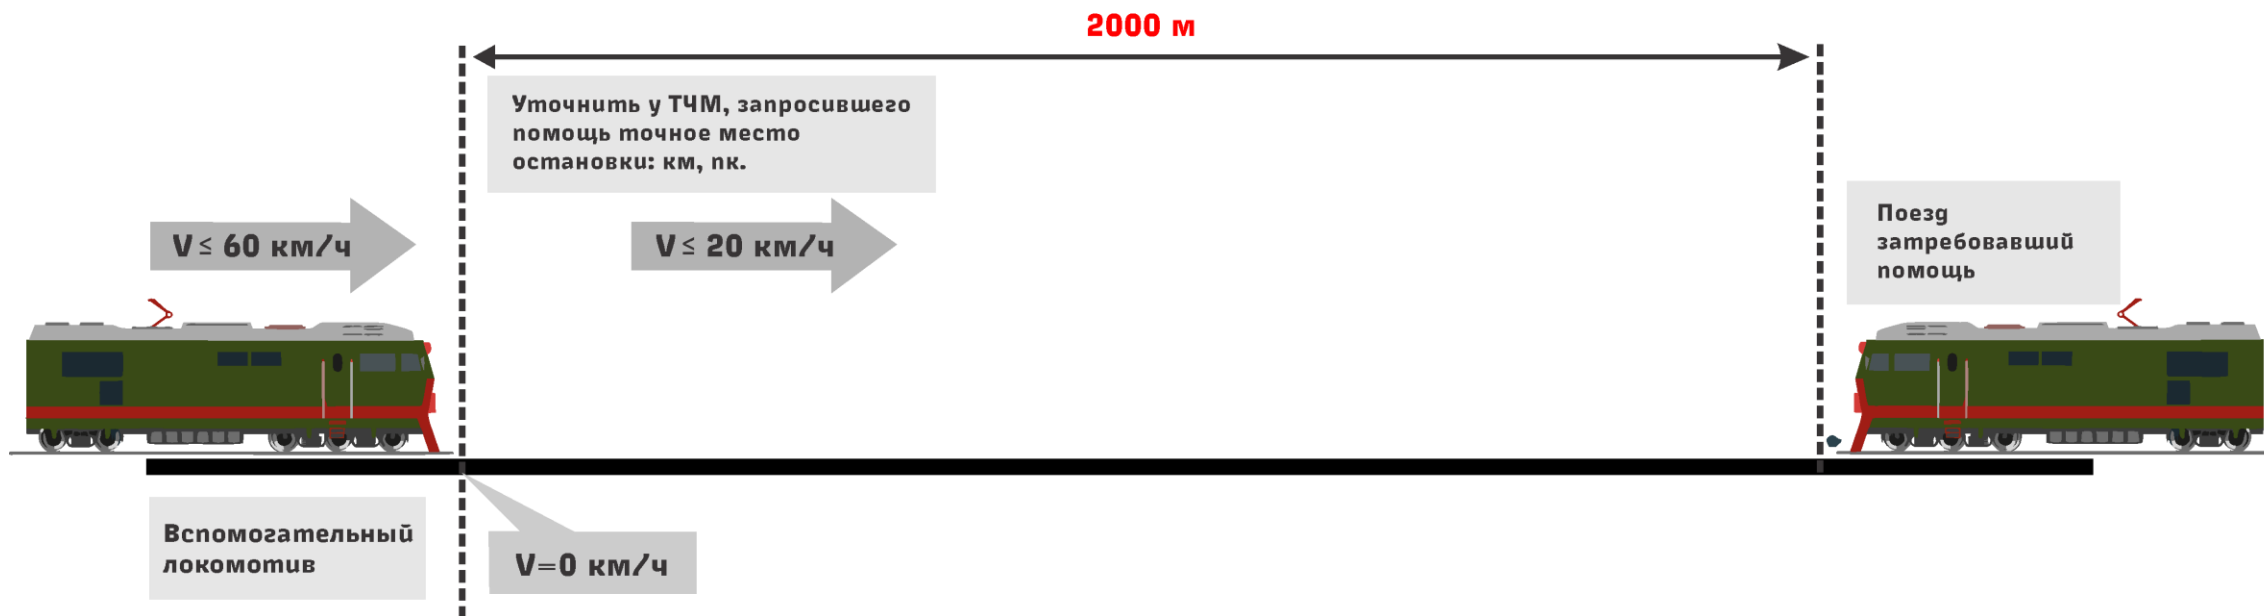 2000 м
Уточнить у ТЧМ, запросившего
помощь точное место
остановки: км, пк.
V ≤ 60 км/ч
V ≤ 20 км/ч
Поезд
затребовавший
помощь
Вспомогательный
локомотив
V=0 км/ч